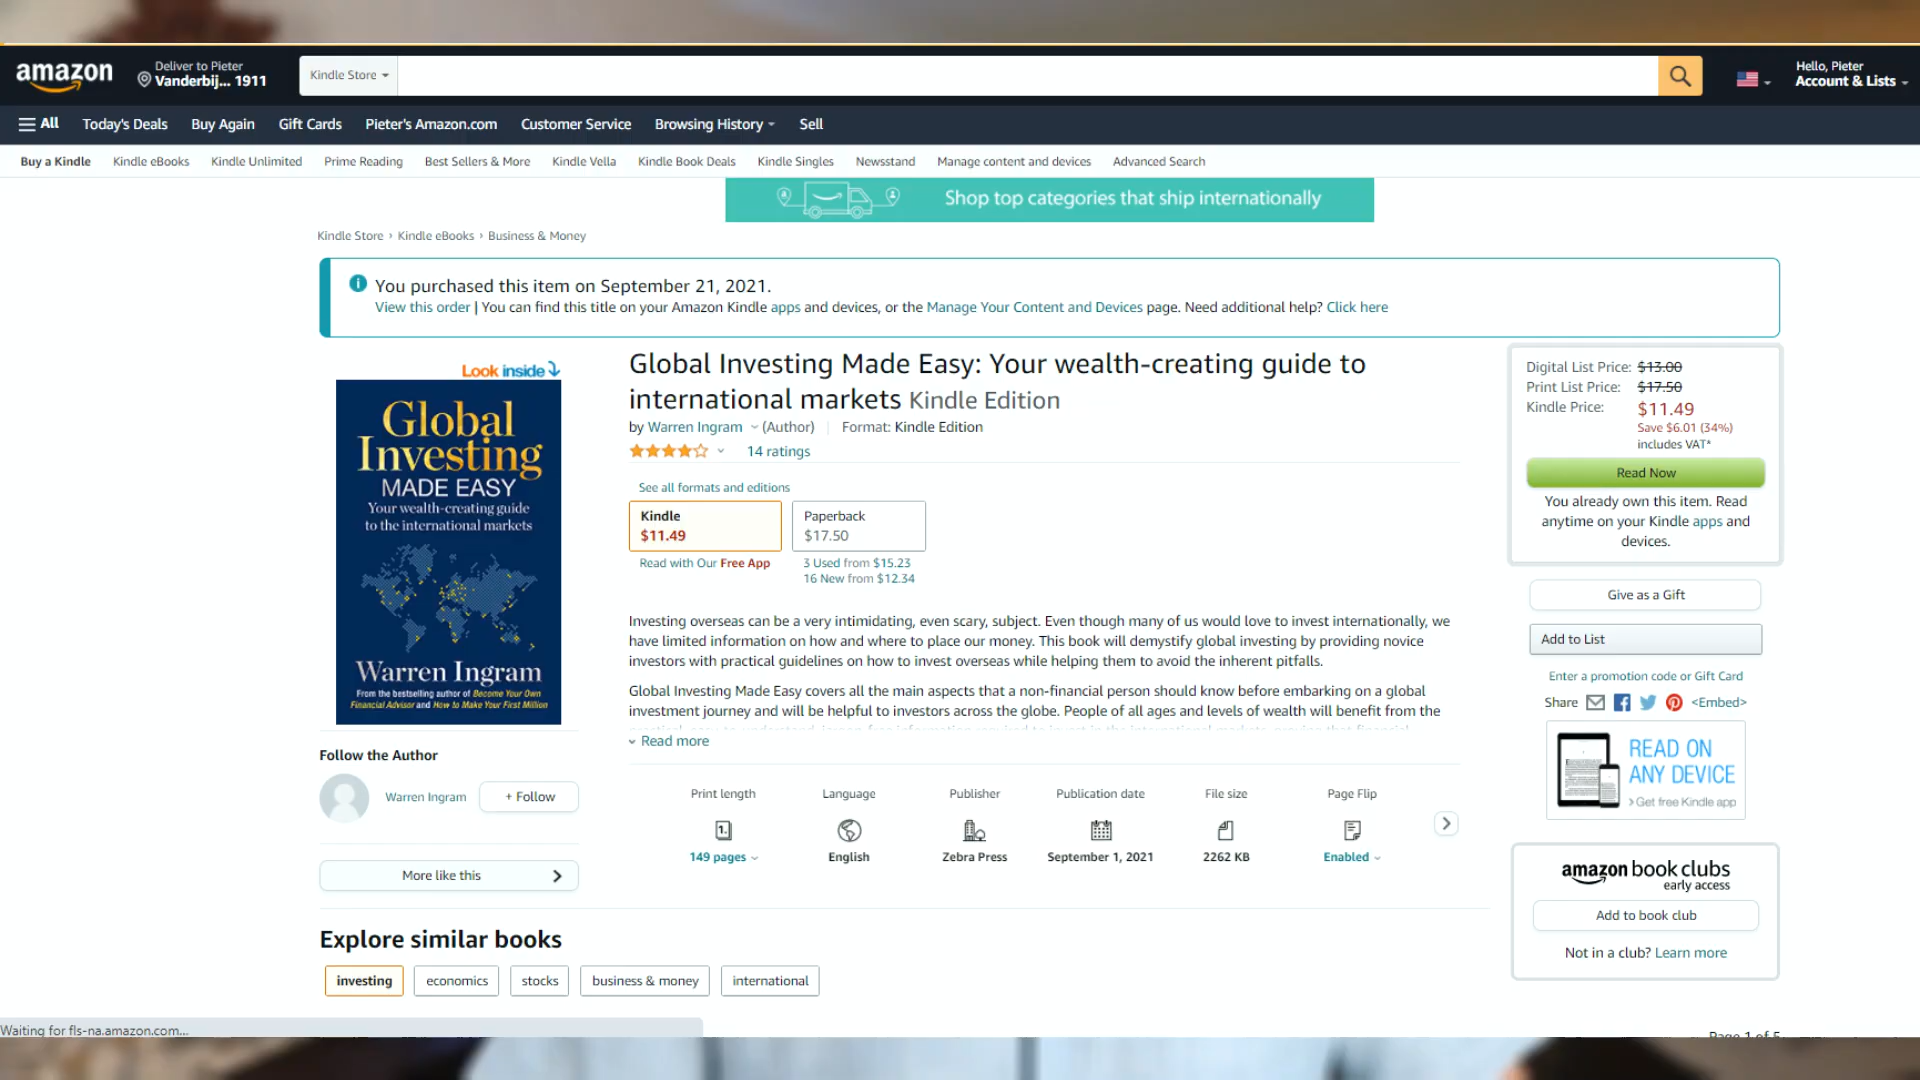 amazon
Deliver to Pieter
Vanderbij... 1911
Kindle Store
Hello, Pieter
Account & Lists
All
Today's Deals
Buy Again
Gift Cards
Pieter's Amazon.com
Customer Service
Browsing History
Sell
Buy a Kindle
Kindle eBooks
Kindle Unlimited
Prime Reading
Best Sellers & More
Kindle Vella
Kindle Book Deals
Kindle Singles
Newsstand
Manage content and devices
Advanced Search
Shop top categories that ship internationally
Kindle Store › Kindle eBooks › Business & Money
You purchased this item on September 21, 2021.
View this order | You can find this title on your Amazon Kindle apps and devices, or the Manage Your Content and Devices page. Need additional help? Click here
Look inside
Global
Investing
MADE EASY
Your wealth-creating guide
to the international markets
Warren Ingram
From the bestselling author of Become Your Own
Financial Advisor and How to Make Your First Million
Follow the Author
Warren Ingram
+ Follow
More like this
Global Investing Made Easy: Your wealth-creating guide to
international markets Kindle Edition
by Warren Ingram (Author) | Format: Kindle Edition
14 ratings
See all formats and editions
Kindle
$11.49
Read with Our Free App
Paperback
$17.50
3 Used from $15.23
16 New from $12.34
Investing overseas can be a very intimidating, even scary, subject. Even though many of us would love to invest internationally, we
have limited information on how and where to place our money. This book will demystify global investing by providing novice
investors with practical guidelines on how to invest overseas while helping them to avoid the inherent pitfalls.
Global Investing Made Easy covers all the main aspects that a non-financial person should know before embarking on a global
investment journey and will be helpful to investors across the globe. People of all ages and levels of wealth will benefit from the
Read more
Print length
149 pages
Language
English
Publisher
Zebra Press
Publication date
September 1, 2021
File size
2262 KB
Page Flip
Enabled
Digital List Price: $13.00
Print List Price: $17.50
Kindle Price: $11.49
Save $6.01 (34%)
includes VAT*
Read Now
You already own this item. Read
anytime on your Kindle apps and
devices.
Give as a Gift
Add to List
Enter a promotion code or Gift Card
Share <Embed>
READ ON
ANY DEVICE
› Get free Kindle app
amazon book clubs
early access
Add to book club
Not in a club? Learn more
Explore similar books
investing
economics
stocks
business & money
international
Waiting for fls-na.amazon.com...
Page 1 of 5